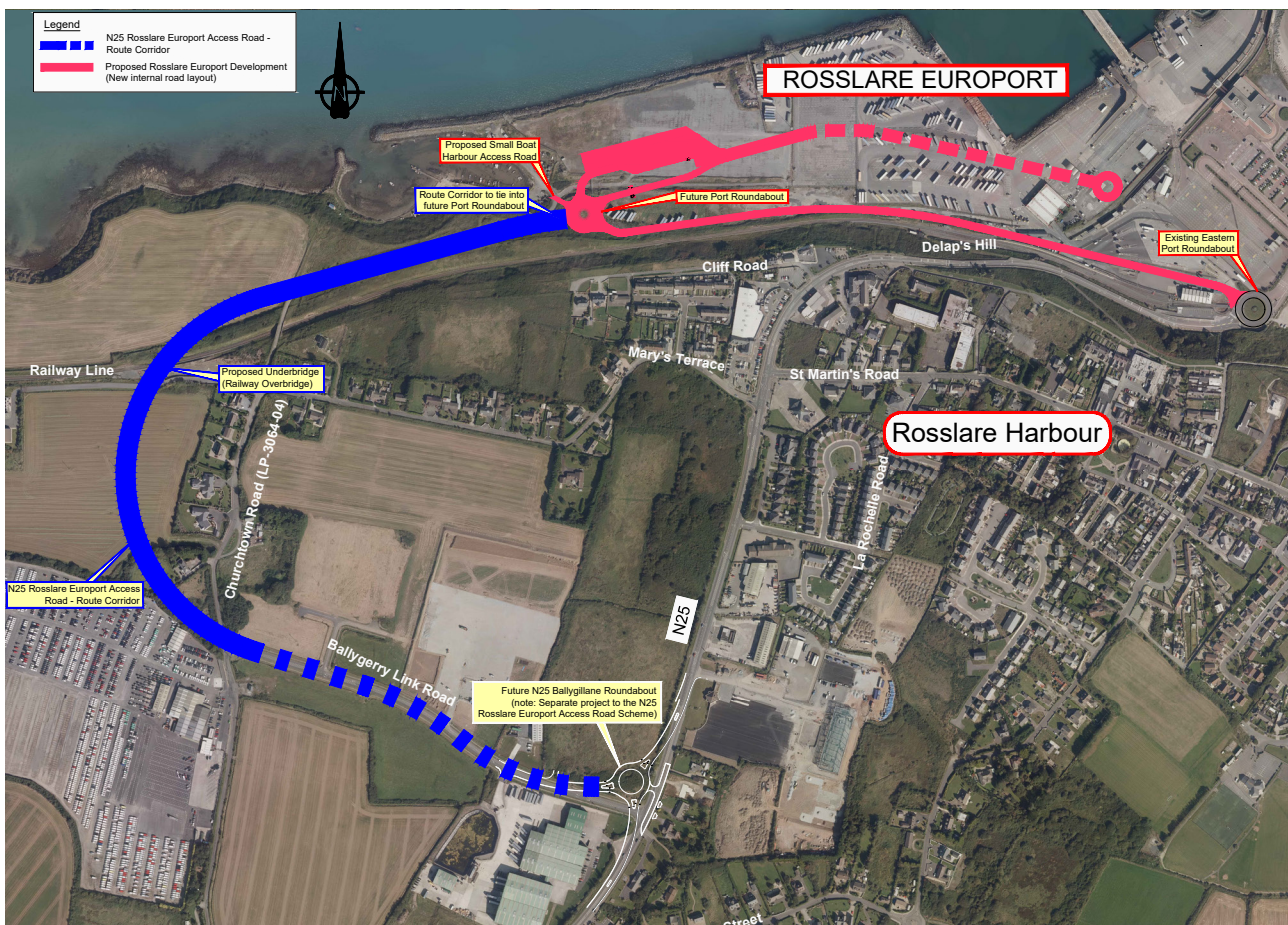 Legend
N25 Rosslare Europort Access Road -
Route Corridor
Proposed Rosslare Europort Development
(New internal road layout)
N
ROSSLARE EUROPORT
Proposed Small Boat
Harbour Access Road
Route Corridor to tie into
future Port Roundabout
Future Port Roundabout
Existing Eastern
Port Roundabout
Delap's Hill
Cliff Road
Mary's Terrace
St Martin's Road
Railway Line
Proposed Underbridge
(Railway Overbridge)
Rosslare Harbour
Churchtown Road (LP-3064-04)
La Rochelle Road
N25 Rosslare Europort Access
Road - Route Corridor
N25
Ballygerry Link Road
Future N25 Ballygillane Roundabout
(note: Separate project to the N25
Rosslare Europort Access Road Scheme)
Street